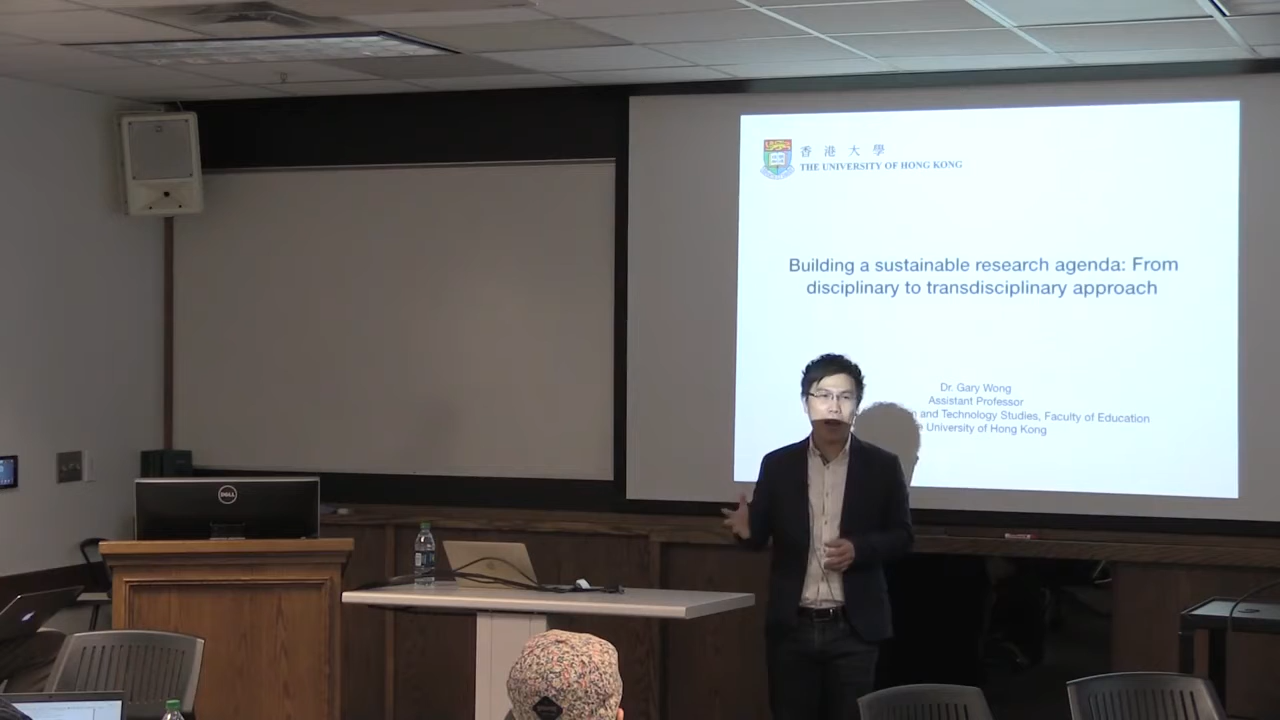 香港大學
THE UNIVERSITY OF HONG KONG
Building a sustainable research agenda: From
disciplinary to transdisciplinary approach
Dr. Gary Wong
Assistant Professor
and Technology Studies, Faculty of Education
University of Hong Kong
DELL